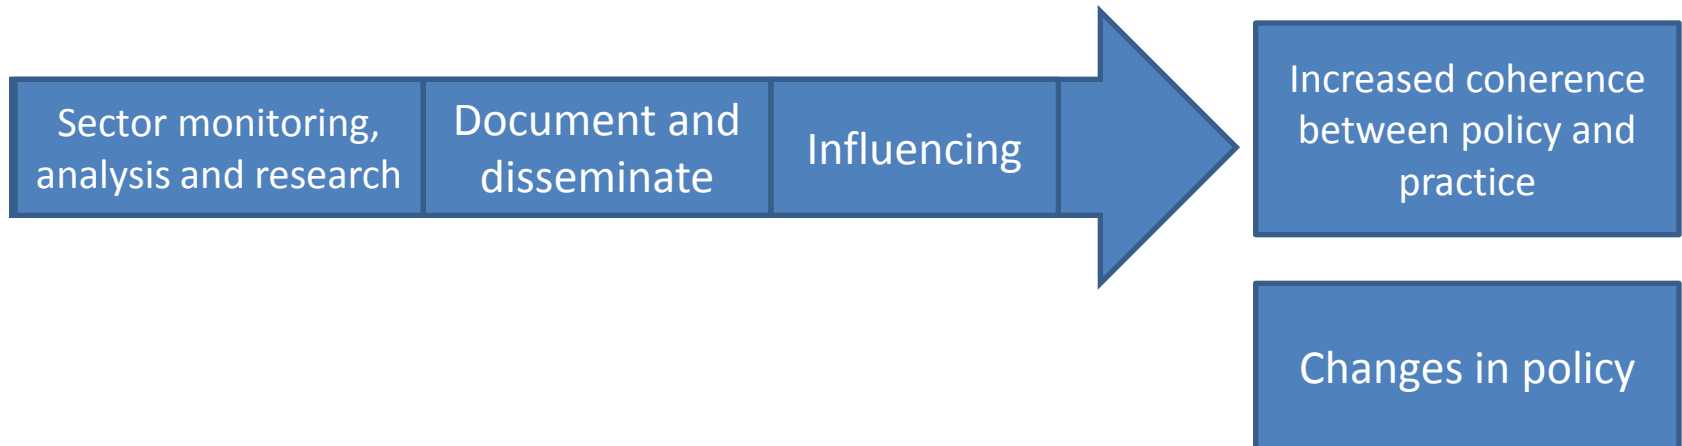 Sector monitoring,
analysis and research
Document and
disseminate
Influencing
Increased coherence
between policy and
practice
Changes in policy